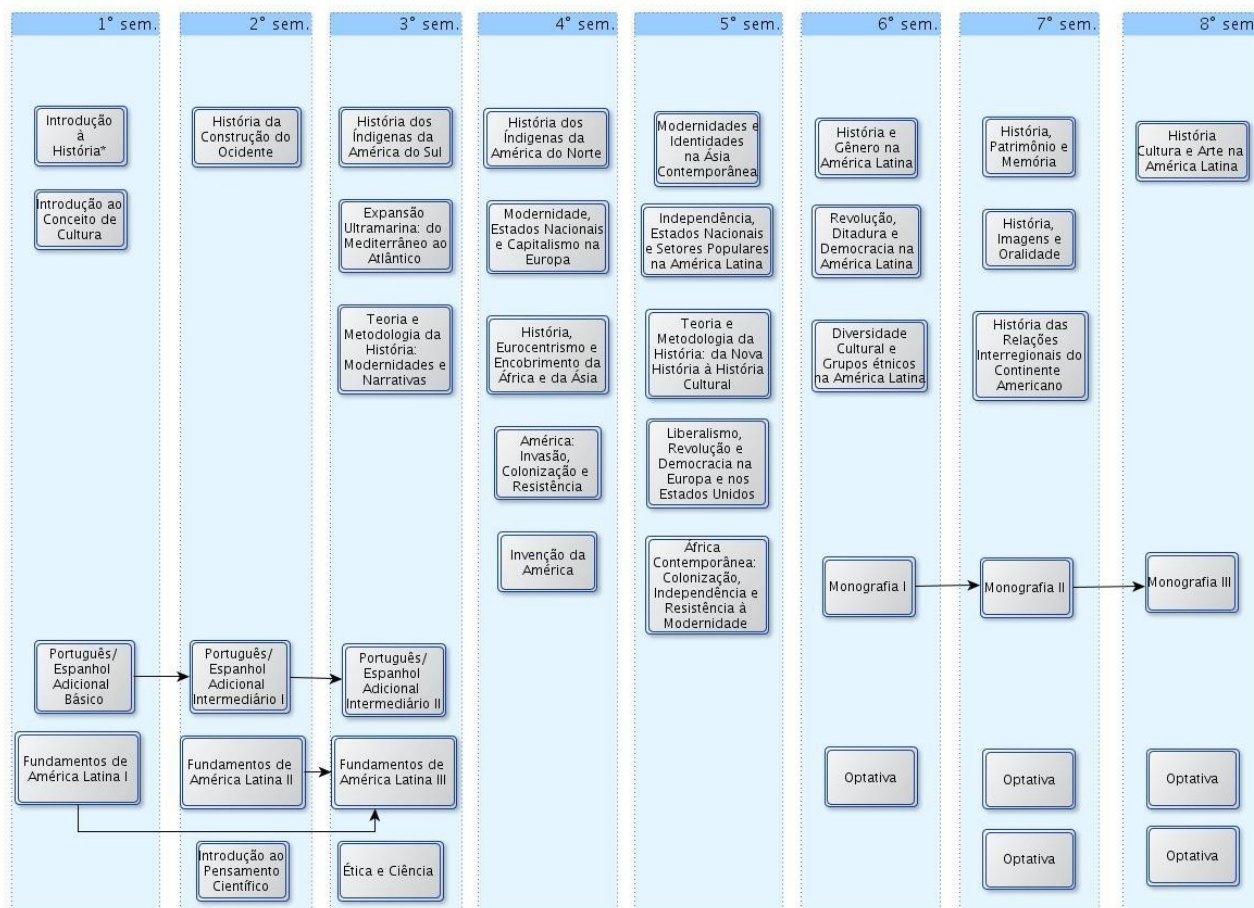 1° sem.
2° sem.
3° sem.
4° sem.
5° sem.
6° sem.
7° sem.
8° sem.
Introdução
à
História*
Introdução ao
Conceito de
Cultura
Português/
Espanhol
Adicional
Básico
Fundamentos de
América Latina I
História da
Construção do
Ocidente
Português/
Espanhol
Adicional
Intermediário I
Fundamentos de
América Latina II
Introdução ao
Pensamento
Científico
História dos
Índigenas da
América do Sul
Expansão
Ultramarina: do
Mediterrâneo ao
Atlântico
Teoria e
Metodologia da
História:
Modernidades e
Narrativas
Português/
Espanhol
Adicional
Intermediário II
Fundamentos de
América Latina III
Ética e Ciência
História dos
Índigenas da
América do Norte
Modernidade,
Estados Nacionais
e Capitalismo na
Europa
História,
Eurocentrismo e
Encobrimento da
África e da Ásia
América:
Invasão,
Colonização e
Resistência
Invenção da
América
Modernidades e
Identidades
na Ásia
Contemporânea
Independência,
Estados Nacionais
e Setores Populares
na América Latina
Teoria e
Metodologia da
História: da Nova
História à História
Cultural
Liberalismo,
Revolução e
Democracia na
Europa e nos
Estados Unidos
África
Contemporânea:
Colonização,
Independência e
Resistência à
Modernidade
História e
Gênero na
América Latina
Revolução,
Ditadura e
Democracia na
América Latina
Diversidade
Cultural e
Grupos étnicos
na América Latina
Monografia I
Optativa
História,
Patrimônio e
Memória
História,
Imagens e
Oralidade
História das
Relações
Interregionais do
Continente
Americano
Monografia II
Optativa
Optativa
História
Cultura e Arte na
América Latina
Monografia III
Optativa
Optativa